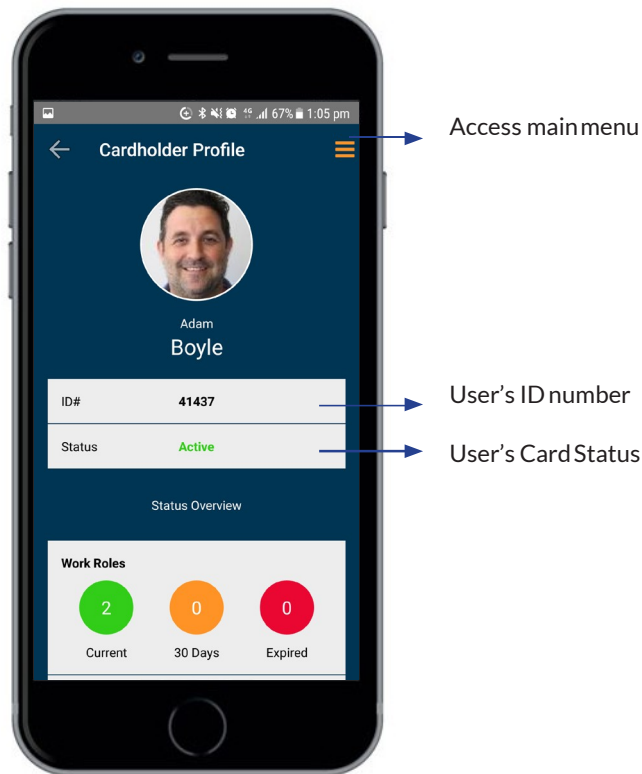 4G 67% 1:05 pm
Cardholder Profile
Access main menu
Adam
Boyle
ID# 41437
User's ID number
Status Active
User's Card Status
Status Overview
Work Roles
2 0 0
Current 30 Days Expired